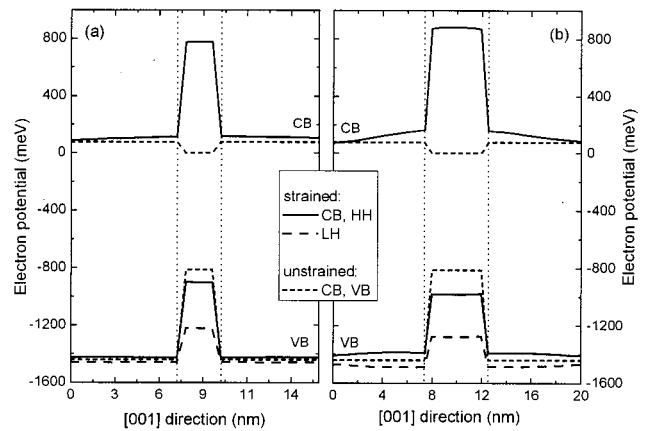 (a)
(b)
800
400
0
-400
-800
-1200
-1600
Electron potential (meV)
CB
VB
0 3 6 9 12 15
[001] direction (nm)
strained:
CB, HH
LH
unstrained:
CB, VB
CB
VB
0 4 8 12 16 20
[001] direction (nm)
800
400
0
-400
-800
-1200
-1600
Electron potential (meV)